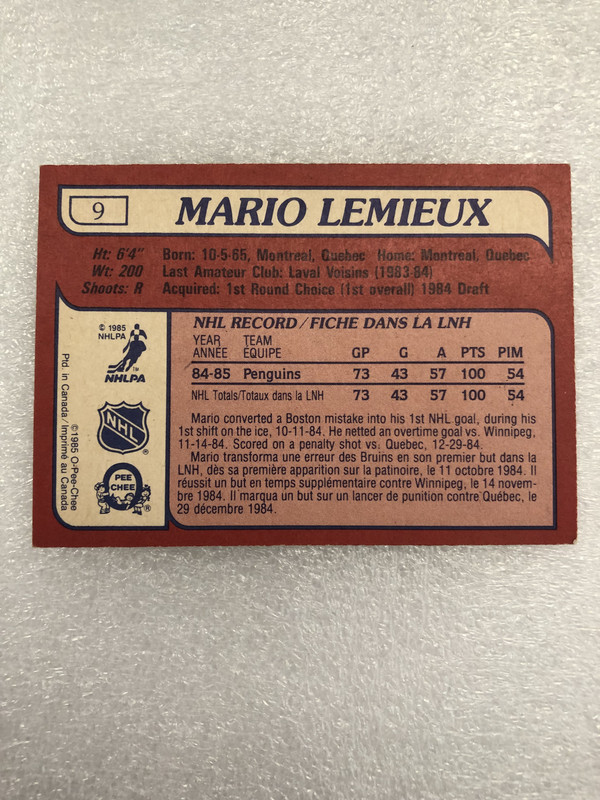 9
MARIO LEMIEUX
Ht: 6'4" Born: 10-5-65, Montreal, Quebec Home: Montreal, Quebec
Wt: 200 Last Amateur Club: Laval Voisins (1983-84)
Shoots: R Acquired: 1st Round Choice (1st overall) 1984 Draft
© 1985
NHLPA
TM
NHLPA
NHL
®
O
PEE
CHEE
®
©1985 O-Pee-Chee
Ptd. in Canada/Imprimé au Canada
NHL RECORD/FICHE DANS LA LNH
YEAR TEAM
ANNÉE ÉQUIPE GP G A PTS PIM
84-85 Penguins 73 43 57 100 54
NHL Totals/Totaux dans la LNH 73 43 57 100 54
Mario converted a Boston mistake into his 1st NHL goal, during his
1st shift on the ice, 10-11-84. He netted an overtime goal vs. Winnipeg,
11-14-84. Scored on a penalty shot vs. Quebec, 12-29-84.
Mario transforma une erreur des Bruins en son premier but dans la
LNH, dès sa première apparition sur la patinoire, le 11 octobre 1984. Il
réussit un but en temps supplémentaire contre Winnipeg, le 14 novem-
bre 1984. Il marqua un but sur un lancer de punition contre Québec, le
29 décembre 1984.